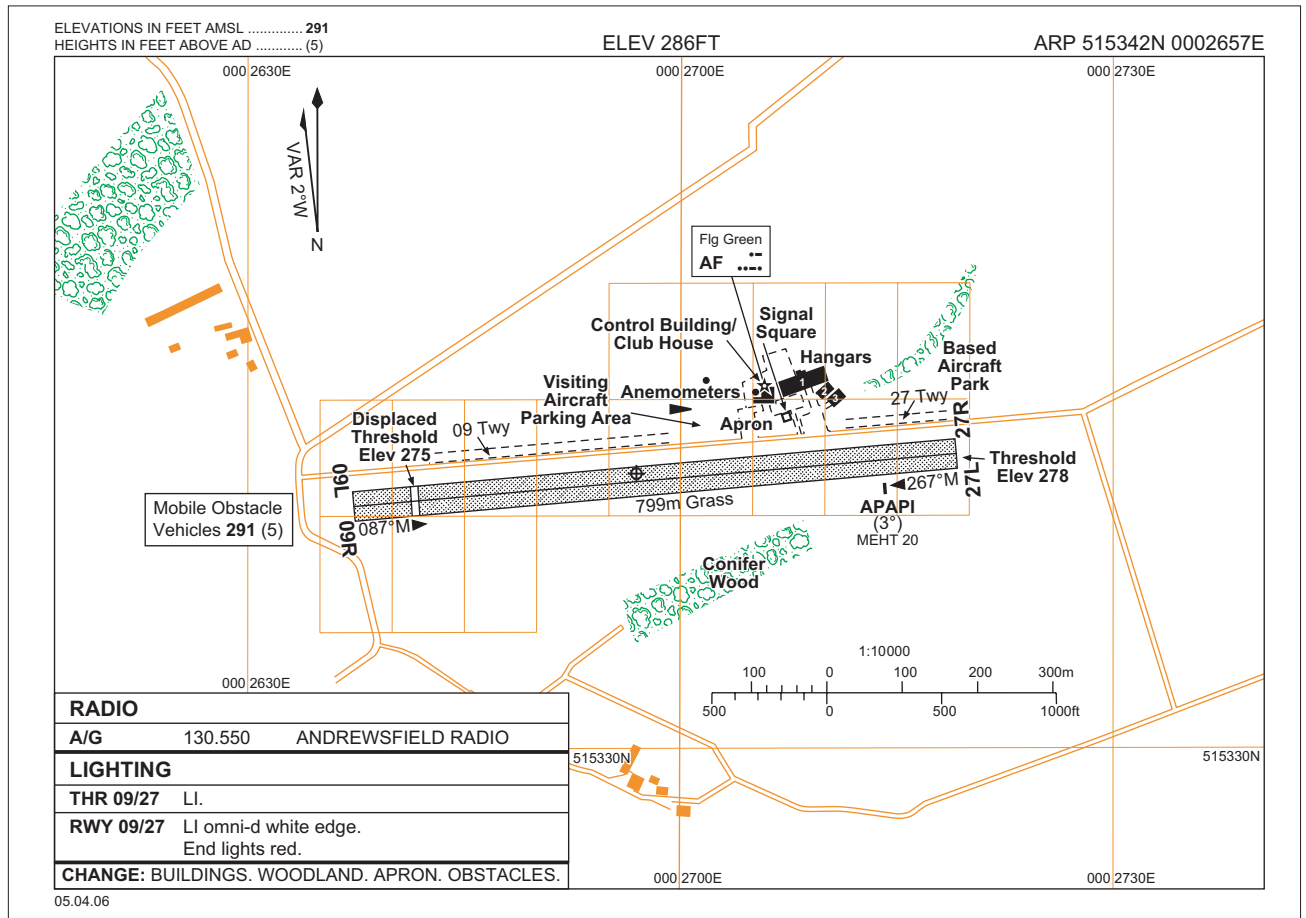 ELEVATIONS IN FEET AMSL ............. 291
HEIGHTS IN FEET ABOVE AD ........... (5)
ELEV 286FT
ARP 515342N 0002657E
000 2630E
000 2700E
000 2730E
VAR 2°W
N
Flg Green
AF
Control Building/
Club House
Signal
Square
Hangars
1
2
3
Based
Aircraft
Park
Visiting
Aircraft
Parking Area
Anemometers
Apron
27 Twy
Displaced
Threshold
Elev 275
09 Twy
27R
27L
Threshold
Elev 278
09L
09R
799m Grass
267°M
087°M
APAPI
(3°)
MEHT 20
Mobile Obstacle
Vehicles 291 (5)
Conifer
Wood
1:10000
100 0 100 200 300m
500 0 500 1000ft
000 2630E
RADIO
A/G 130.550 ANDREWSFIELD RADIO
LIGHTING
THR 09/27 LI.
RWY 09/27 LI omni-d white edge.
End lights red.
CHANGE: BUILDINGS. WOODLAND. APRON. OBSTACLES.
515330N
515330N
000 2700E
000 2730E
05.04.06